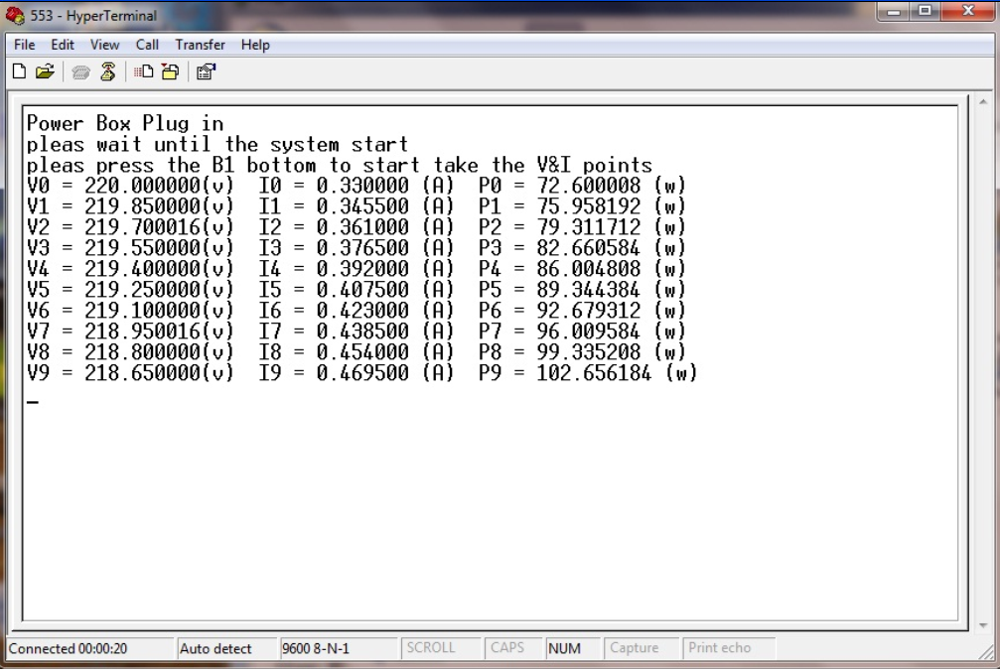 553 - HyperTerminal
File Edit View Call Transfer Help
Power Box Plug in
pleas wait until the system start
pleas press the B1 bottom to start take the V&I points
V0 = 220.000000(v)  I0 = 0.330000 (A)  P0 = 72.600008 (w)
V1 = 219.850000(v)  I1 = 0.345500 (A)  P1 = 75.958192 (w)
V2 = 219.700016(v)  I2 = 0.361000 (A)  P2 = 79.311712 (w)
V3 = 219.550000(v)  I3 = 0.376500 (A)  P3 = 82.660584 (w)
V4 = 219.400000(v)  I4 = 0.392000 (A)  P4 = 86.004808 (w)
V5 = 219.250000(v)  I5 = 0.407500 (A)  P5 = 89.344384 (w)
V6 = 219.100000(v)  I6 = 0.423000 (A)  P6 = 92.679312 (w)
V7 = 218.950016(v)  I7 = 0.438500 (A)  P7 = 96.009584 (w)
V8 = 218.800000(v)  I8 = 0.454000 (A)  P8 = 99.335208 (w)
V9 = 218.650000(v)  I9 = 0.469500 (A)  P9 = 102.656184 (w)
_
Connected 00:00:20 Auto detect 9600 8-N-1 SCROLL CAPS NUM Capture Print echo